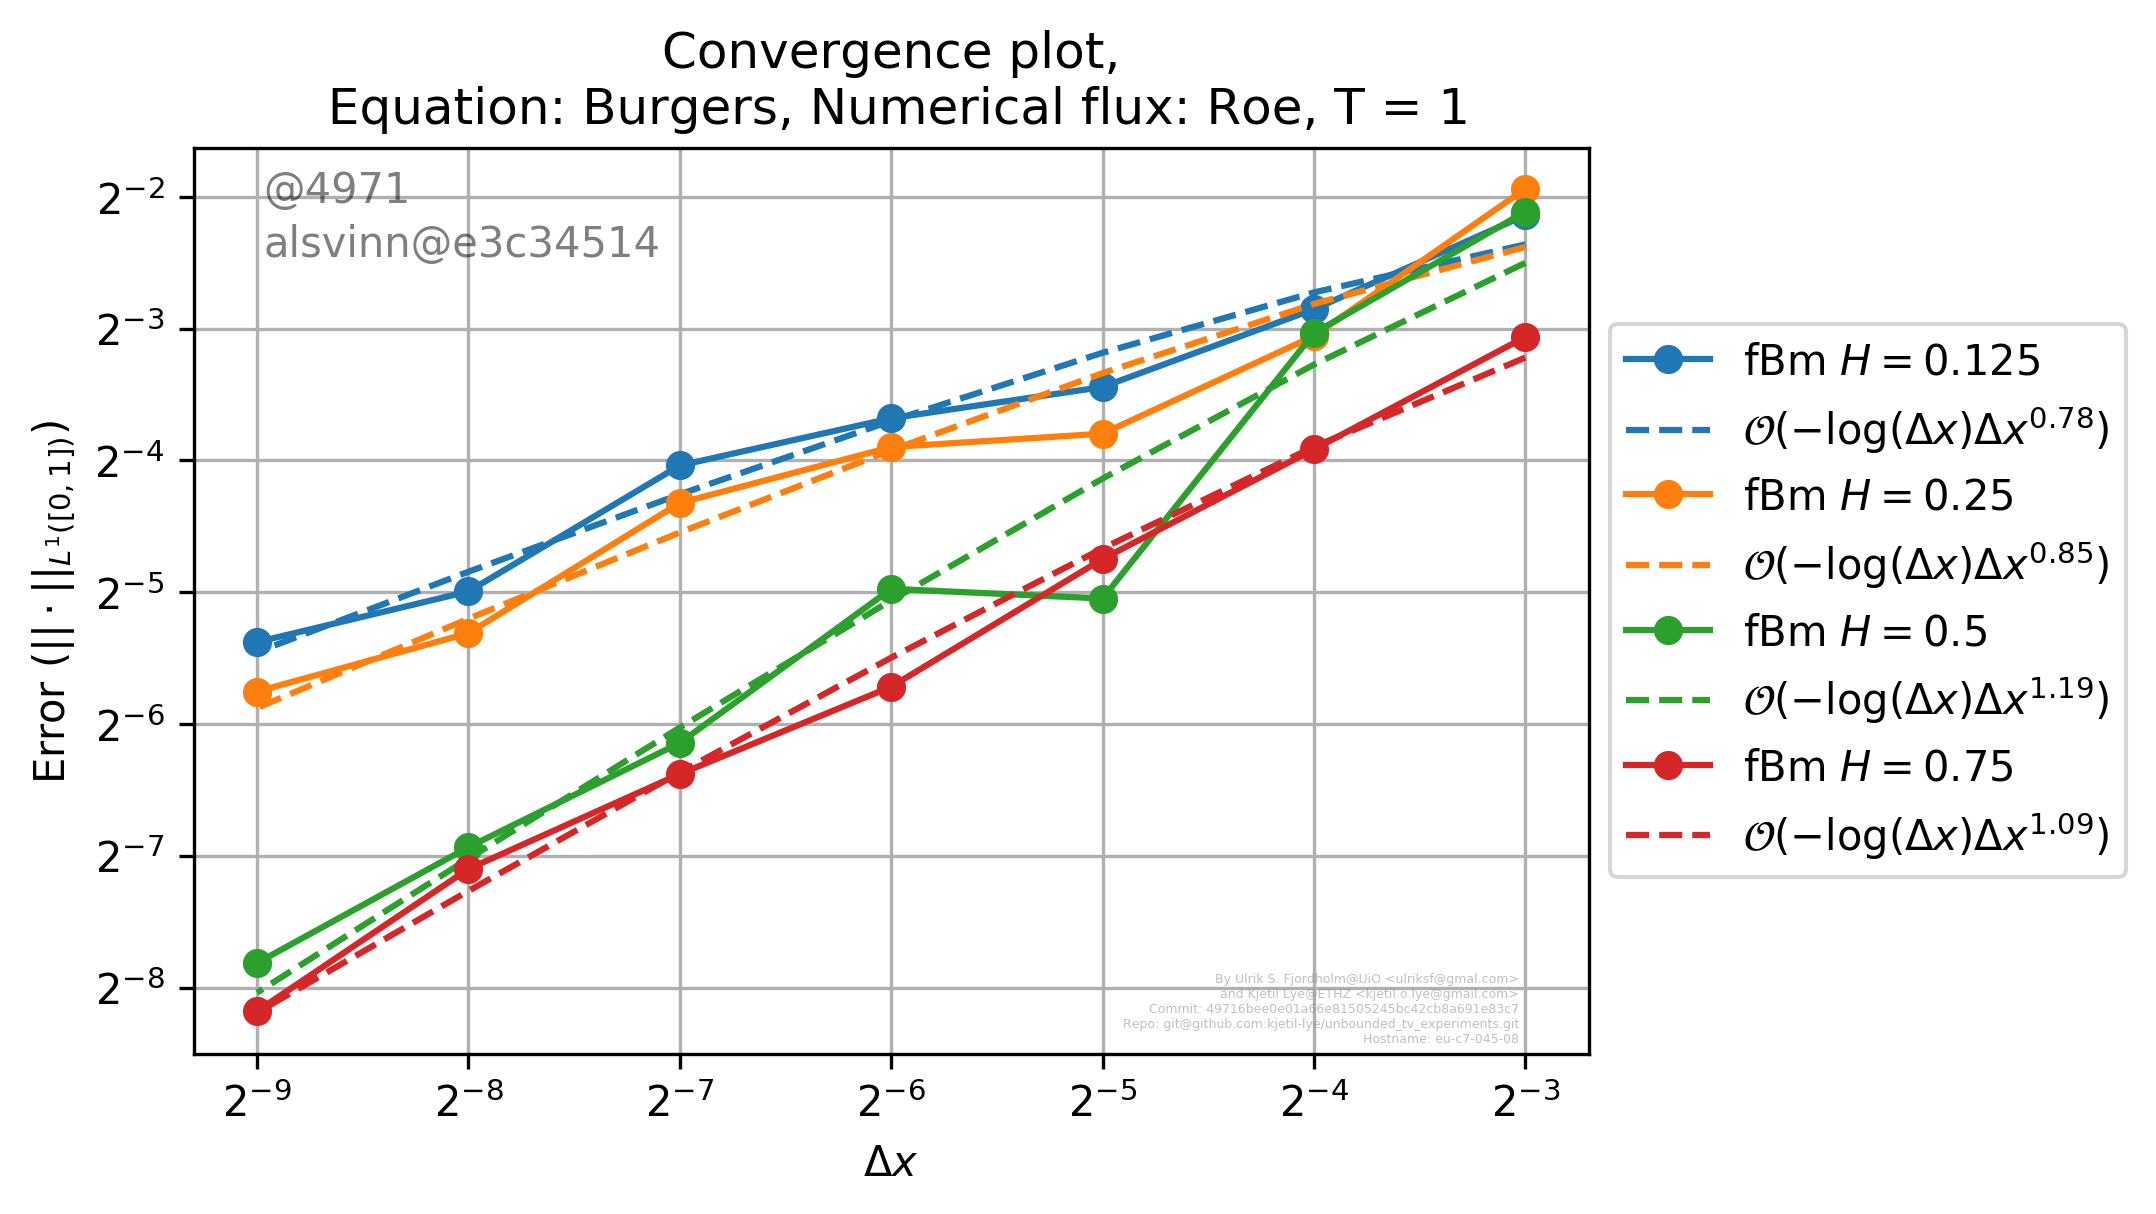 Convergence plot,
Equation: Burgers, Numerical flux: Roe, T = 1
@4971
alsvinn@e3c34514
2⁻²
2⁻³
2⁻⁴
2⁻⁵
2⁻⁶
2⁻⁷
2⁻⁸
Error (|| · ||_{L¹([0, 1])})
2⁻⁹
2⁻⁸
2⁻⁷
2⁻⁶
2⁻⁵
2⁻⁴
2⁻³
Δx
By Ulrik S. Fjordholm@UiO <ulriksf@gmal.com>
and Kjetil Lye@ETHZ <kjetil.o.lye@gmail.com>
Commit: 49716bee0e01a66e81505245bc42cb8a691e83c7
Repo: git@github.com:kjetil-lye/unbounded_tv_experiments.git
Hostname: eu-c7-045-08
fBm H = 0.125
𝒪(−log(Δx)Δx^{0.78})
fBm H = 0.25
𝒪(−log(Δx)Δx^{0.85})
fBm H = 0.5
𝒪(−log(Δx)Δx^{1.19})
fBm H = 0.75
𝒪(−log(Δx)Δx^{1.09})